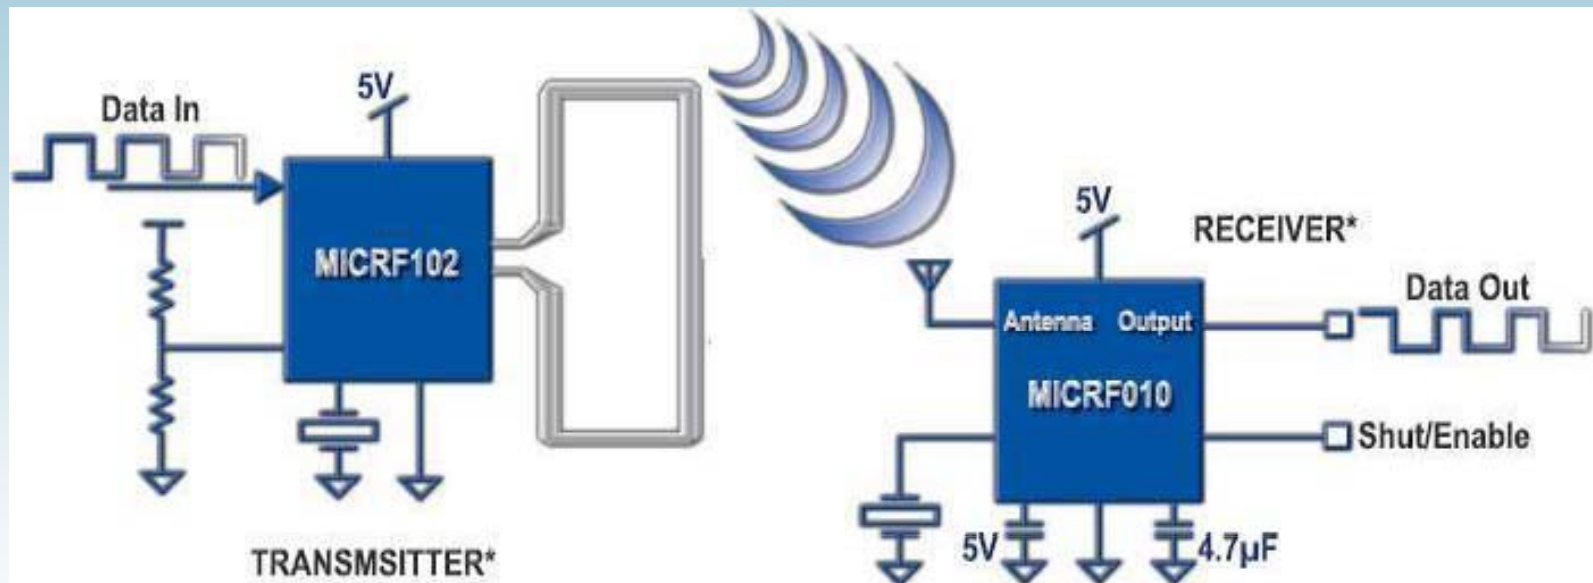 Data In
5V
MICRF102
TRANSMSITTER*
5V
RECEIVER*
Antenna Output
Data Out
MICRF010
Shut/Enable
5V
4.7µF